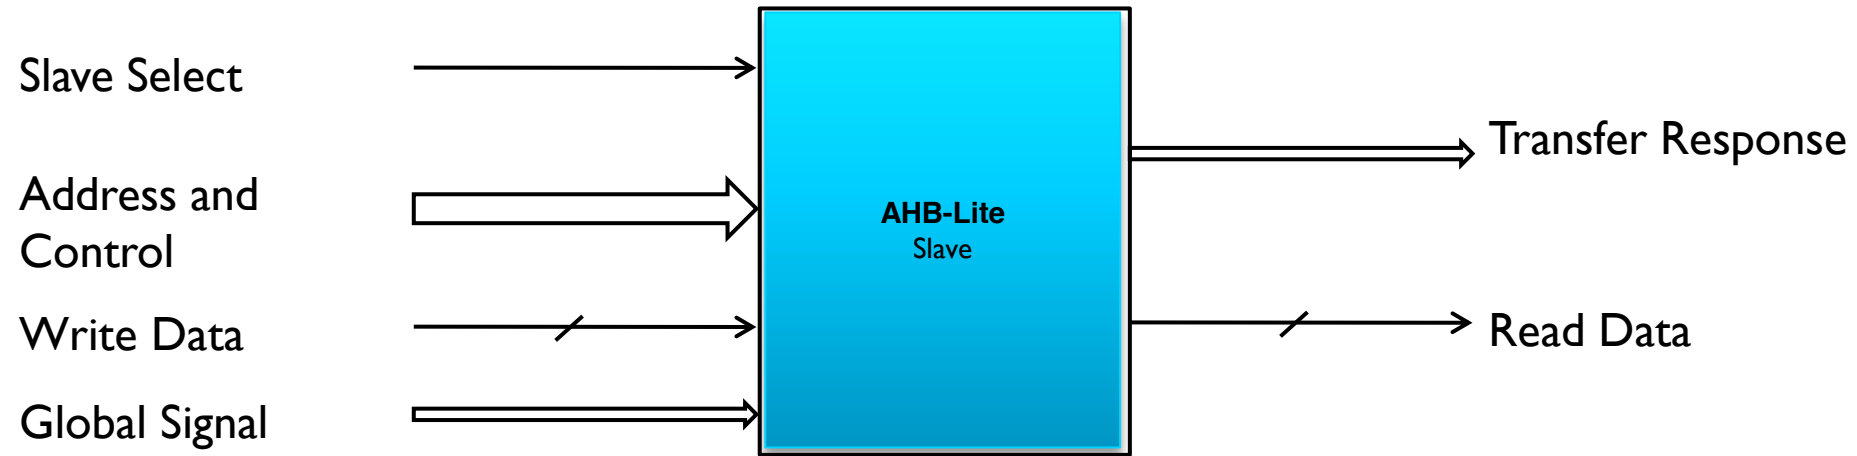 Slave Select
Address and
Control
Write Data
Global Signal
AHB-Lite
Slave
Transfer Response
Read Data